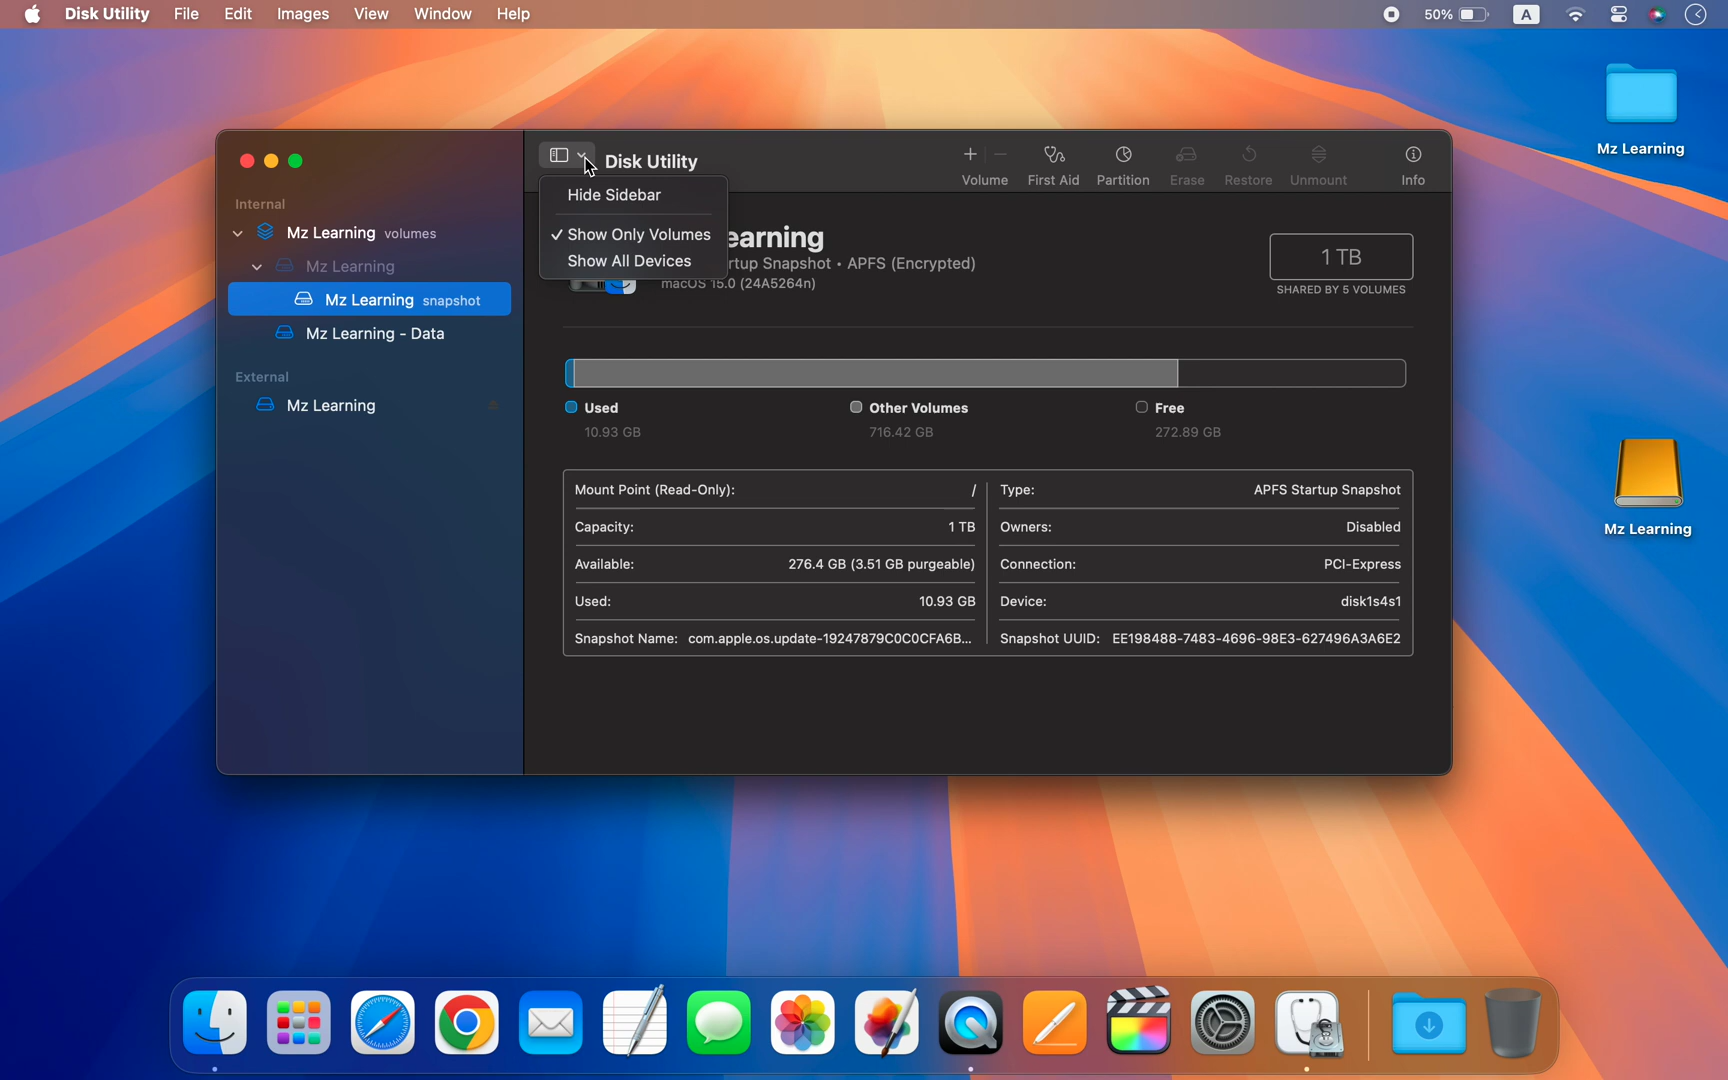 Disk Utility File Edit Images View Window Help 50% A
Mz Learning
Disk Utility
Volume First Aid Partition Erase Restore Unmount Info
Hide Sidebar
Show Only Volumes
Show All Devices
Internal
Mz Learning volumes
Mz Learning
Mz Learning snapshot
Mz Learning - Data
External
Mz Learning
earning
rtup Snapshot • APFS (Encrypted)
macOS 15.0 (24A5264n)
1 TB
SHARED BY 5 VOLUMES
Used Other Volumes Free
10.93 GB 716.42 GB 272.89 GB
Mount Point (Read-Only): / Type: APFS Startup Snapshot
Capacity: 1 TB Owners: Disabled
Available: 276.4 GB (3.51 GB purgeable) Connection: PCI-Express
Used: 10.93 GB Device: disk1s4s1
Snapshot Name: com.apple.os.update-19247879C0C0CFA6B... Snapshot UUID: EE198488-7483-4696-98E3-627496A3A6E2
Mz Learning